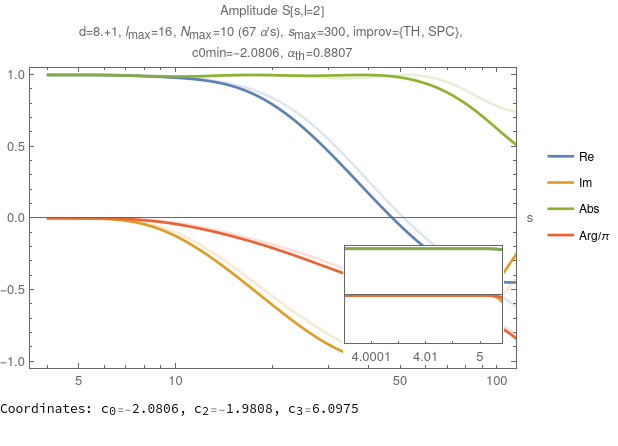 Amplitude S[s,l=2]
d=8.+1, lmax=16, Nmax=10 (67 α's), smax=300, improv={TH, SPC},
c0min=−2.0806, αth=0.8807
1.0
0.5
0.0
−0.5
−1.0
5
10
50
100
s
Re
Im
Abs
Arg/π
4.0001
4.01
5
Coordinates: c₀=−2.0806, c₂=−1.9808, c₃=6.0975